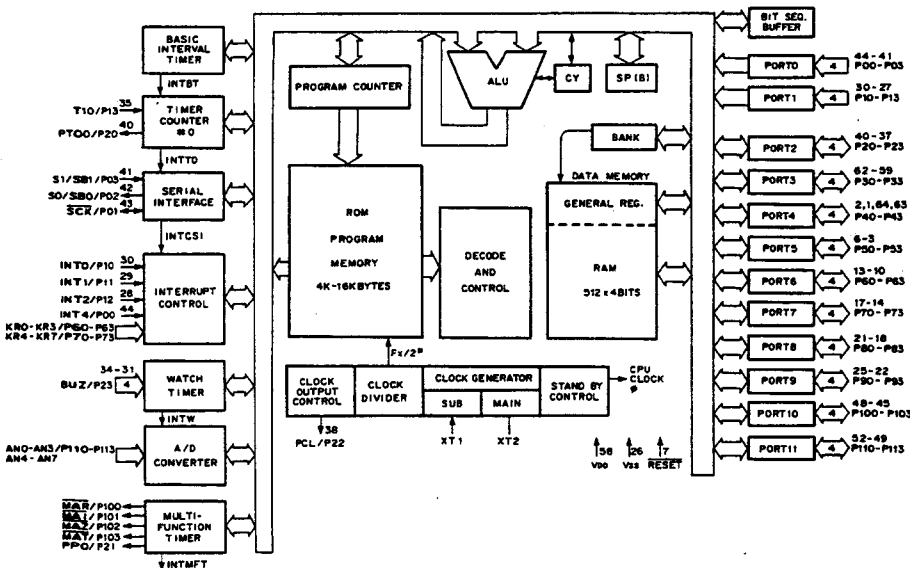 BASIC
INTERVAL
TIMER
INTBT
35
TI0/P13
40
PTO0/P20
TIMER
COUNTER
#0
INTT0
41
S1/SB1/P03
42
S0/SB0/P02
43
SCK/P01
SERIAL
INTERFACE
INTCSI
30
INT0/P10
29
INT1/P11
28
INT2/P12
44
INT4/P00
KR0-KR3/P60-P63
KR4-KR7/P70-P73
INTERRUPT
CONTROL
34-31
BUZ/P23
4
WATCH
TIMER
INTW
AN0-AN3/P110-P113
AN4-AN7
A/D
CONVERTER
MAR/P100
MAI/P101
MAZ/P102
MAT/P103
PPO/P21
MULTI-
FUNCTION
TIMER
INTMFT
PROGRAM COUNTER
ALU
CY
SP(8)
BANK
ROM
PROGRAM
MEMORY
4K-16KBYTES
DECODE
AND
CONTROL
DATA MEMORY
GENERAL REG.
RAM
512 x 4BITS
CLOCK
OUTPUT
CONTROL
CLOCK
DIVIDER
CLOCK GENERATOR
SUB
MAIN
STAND BY
CONTROL
CPU
CLOCK
Φ
38
PCL/P22
XT1
XT2
58
VDD
26
VSS
7
RESET
BIT SEQ.
BUFFER
PORT0
4
44-41
P00-P03
PORT1
4
30-27
P10-P13
PORT2
4
40-37
P20-P23
PORT3
4
62-59
P30-P33
PORT4
4
2,1,64,63
P40-P43
PORT5
4
6-3
P50-P53
PORT6
4
13-10
P60-P63
PORT7
4
17-14
P70-P73
PORT8
4
21-18
P80-P83
PORT9
4
25-22
P90-P93
PORT10
4
48-45
P100-P103
PORT11
4
52-49
P110-P113